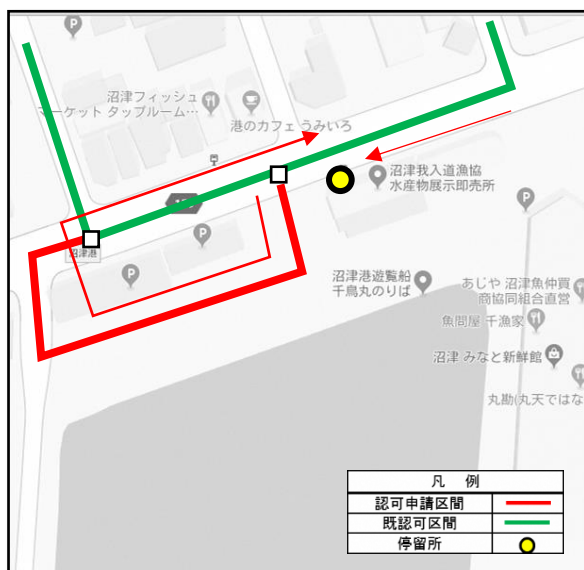 P
沼津フィッシュ
マーケット タップルーム…
港のカフェ うみいろ
沼津我入道漁協
水産物展示即売所
P
P
沼津港
P
沼津港遊覧船
千鳥丸のりば
あじや 沼津魚仲買
商協同組合直営
魚問屋 千漁家
沼津 みなと新鮮館
丸勘(丸天ではな
凡 例
認可申請区間
既認可区間
停留所